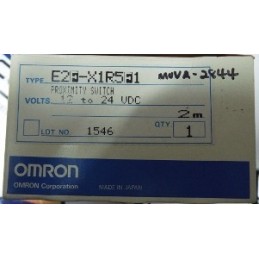 TYPE E2E-X1R5E1 MUVA-2844
PROXIMITY SWITCH
VOLTS 12 to 24 VDC
2m
LOT NO 1546 QTY 1
OMRON
OMRON Corporation MADE IN JAPAN